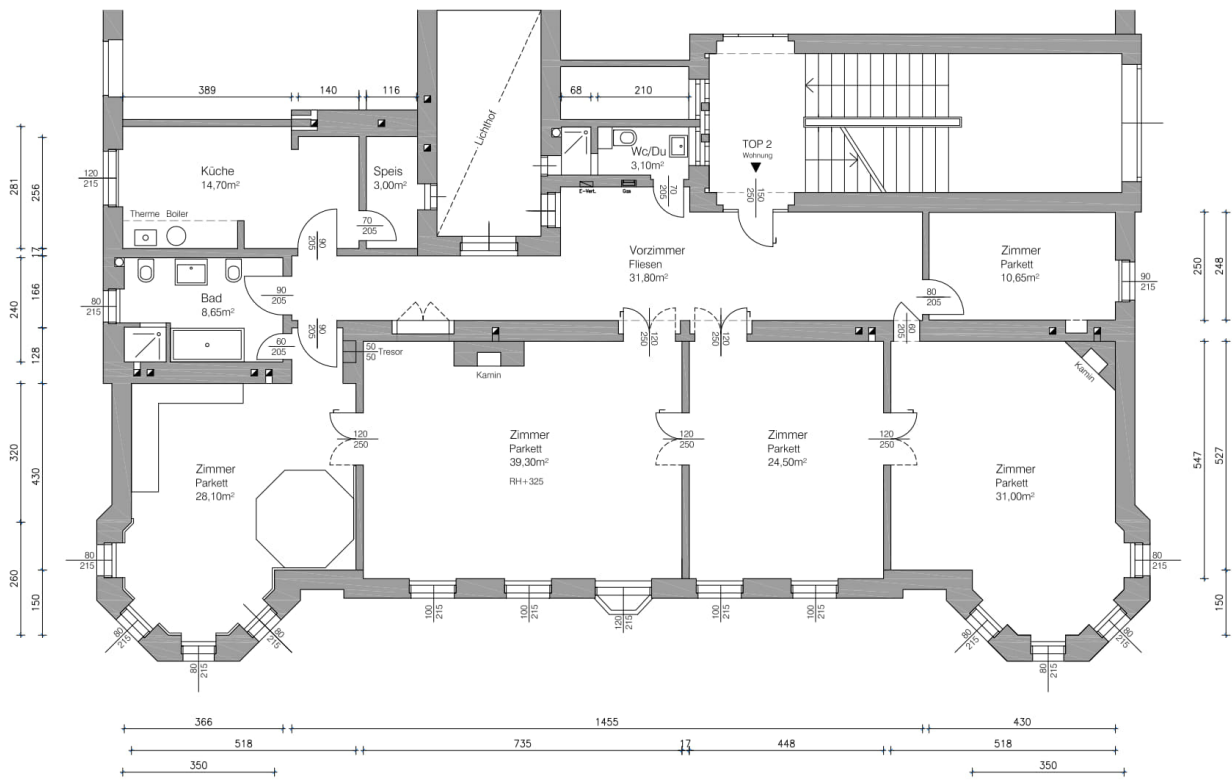 389
140
116
68
210
Lichthof
Küche
14,70m²
Speis
3,00m²
Wc/Du
3,10m²
TOP 2
Wohnung
120
215
281
256
Therme Boiler
70
205
90
205
E-Vert.
Gas
70
205
150
250
Vorzimmer
Fliesen
31,80m²
Zimmer
Parkett
10,65m²
250
248
90
215
80
205
17
240
166
80
215
Bad
8,65m²
90
205
90
205
60
205
128
50
50
Tresor
Kamin
250
120
250
120
60
205
Kamin
320
430
Zimmer
Parkett
28,10m²
120
250
Zimmer
Parkett
39,30m²
RH+325
120
250
Zimmer
Parkett
24,50m²
120
250
Zimmer
Parkett
31,00m²
547
527
80
215
80
215
260
150
150
100
215
100
215
120
215
100
215
100
215
80
215
80
215
80
215
80
215
80
215
80
215
366
1455
430
518
735
17
448
518
350
350